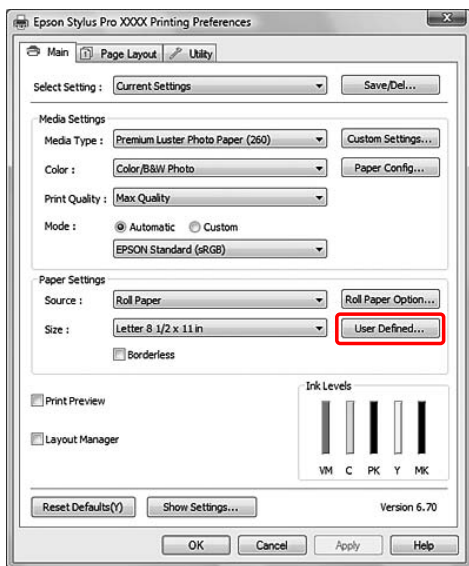 Epson Stylus Pro XXXX Printing Preferences
X
Main Page Layout Utility
Select Setting : Current Settings Save/Del...
Media Settings
Media Type : Premium Luster Photo Paper (260) Custom Settings...
Color : Color/B&W Photo Paper Config...
Print Quality : Max Quality
Mode : Automatic Custom
EPSON Standard (sRGB)
Paper Settings
Source : Roll Paper Roll Paper Option...
Size : Letter 8 1/2 x 11 in User Defined...
Borderless
Ink Levels
Print Preview
Layout Manager
VM C PK Y MK
Reset Defaults(Y) Show Settings... Version 6.70
OK Cancel Apply Help